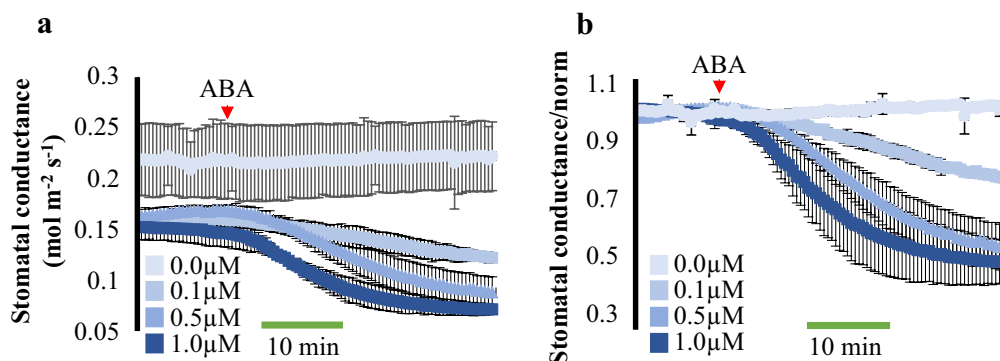 a
Stomatal conductance
(mol m⁻² s⁻¹)
0.3
0.25
0.2
0.15
0.1
0.05
ABA
0.0µM
0.1µM
0.5µM
1.0µM
10 min
b
Stomatal conductance/norm
1.1
0.9
0.7
0.5
0.3
ABA
0.0µM
0.1µM
0.5µM
1.0µM
10 min